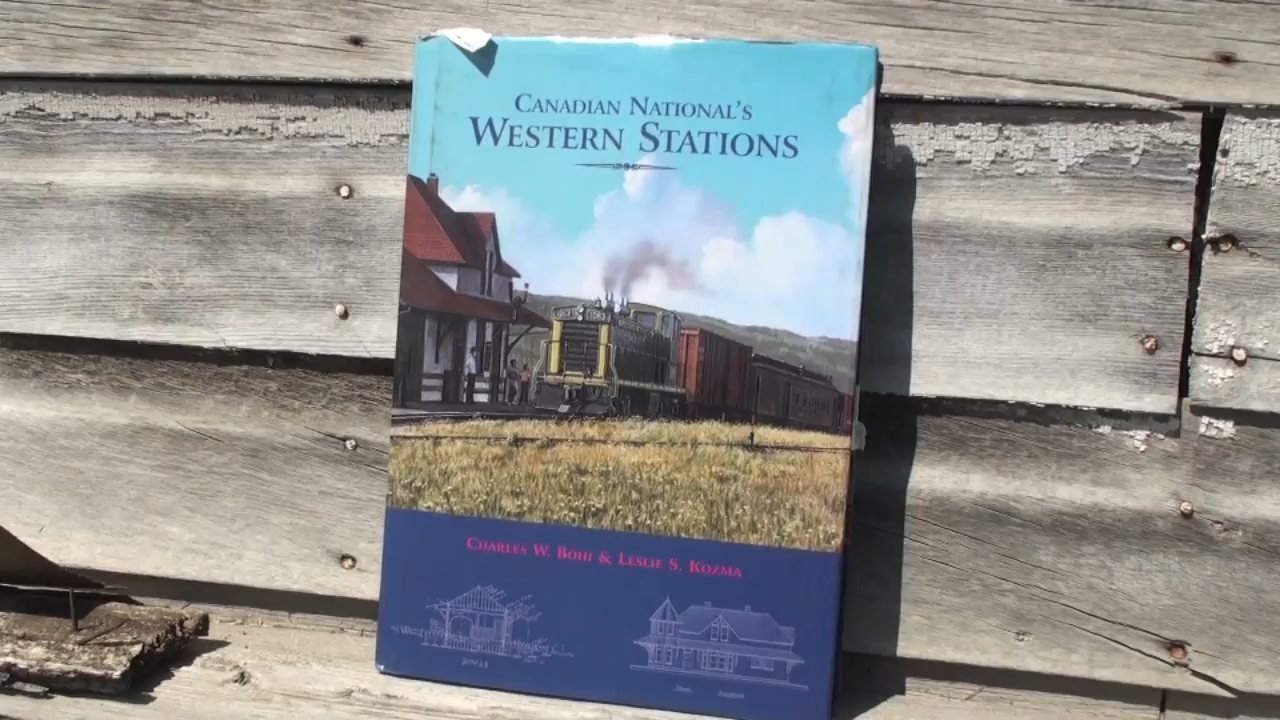 CANADIAN NATIONAL'S
WESTERN STATIONS
CHARLES W. BOHI & LESLIE S. KOZMA